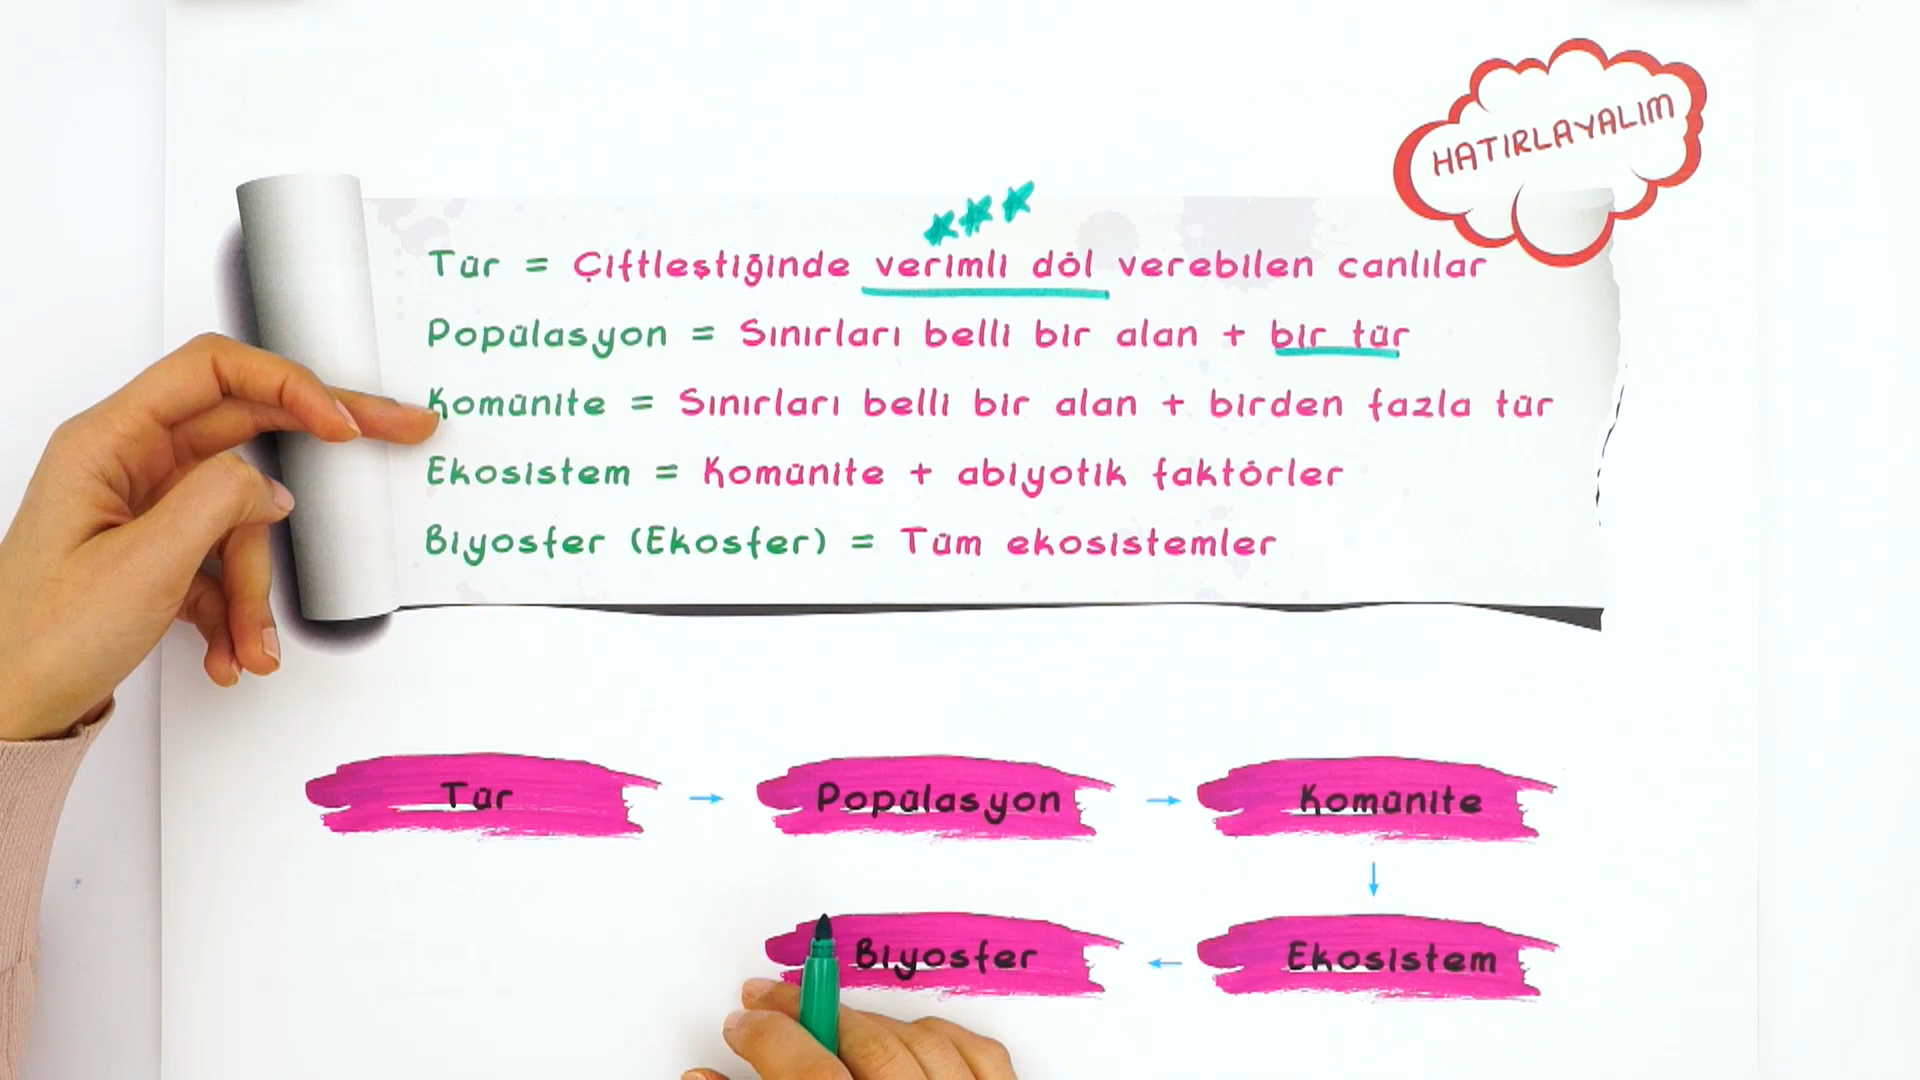 HATIRLAYALIM
Tür = Çiftleştiğinde verimli döl verebilen canlılar
Popülasyon = Sınırları belli bir alan + bir tür
Komünite = Sınırları belli bir alan + birden fazla tür
Ekosistem = Komünite + abiyotik faktörler
Biyosfer (Ekosfer) = Tüm ekosistemler
Tür → Popülasyon → Komünite
Biyosfer ← Ekosistem